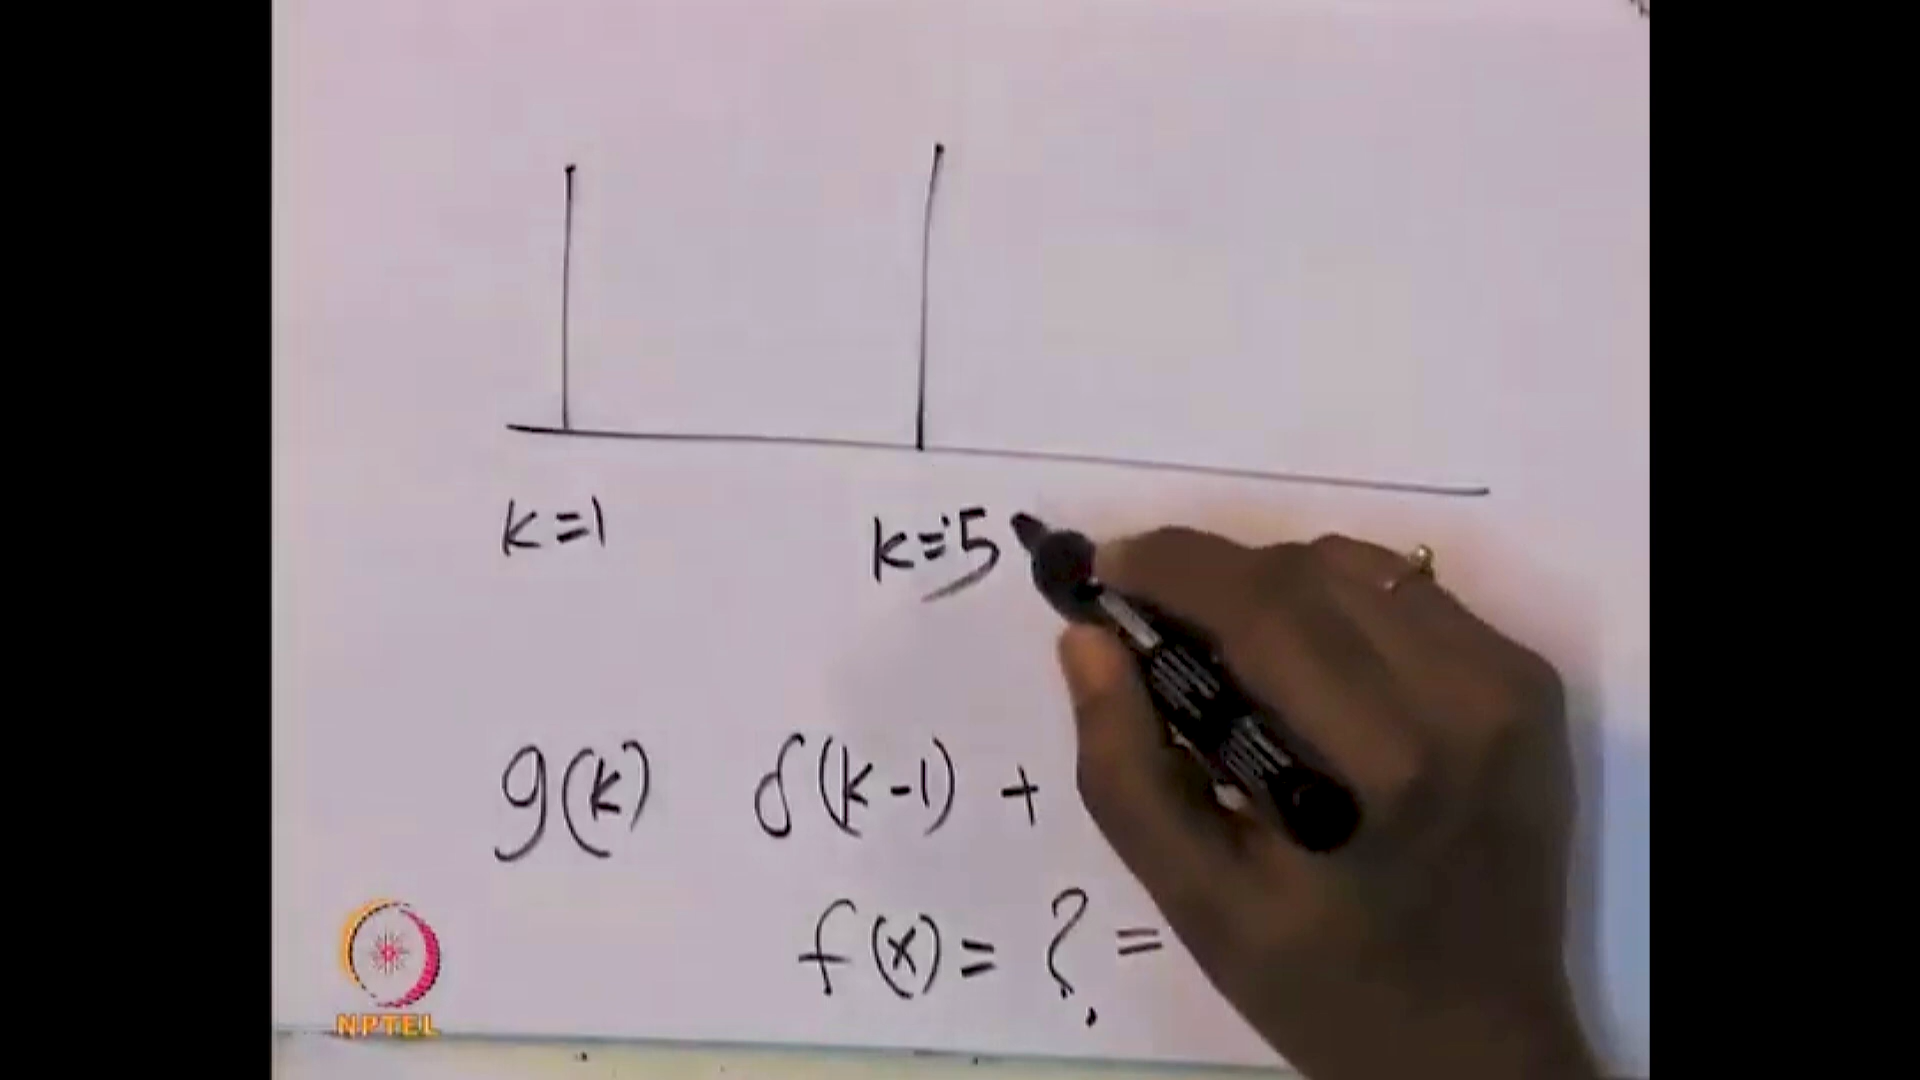 k=1 k=5
g(k) δ(k-1) +
f(x) = ? =
NPTEL